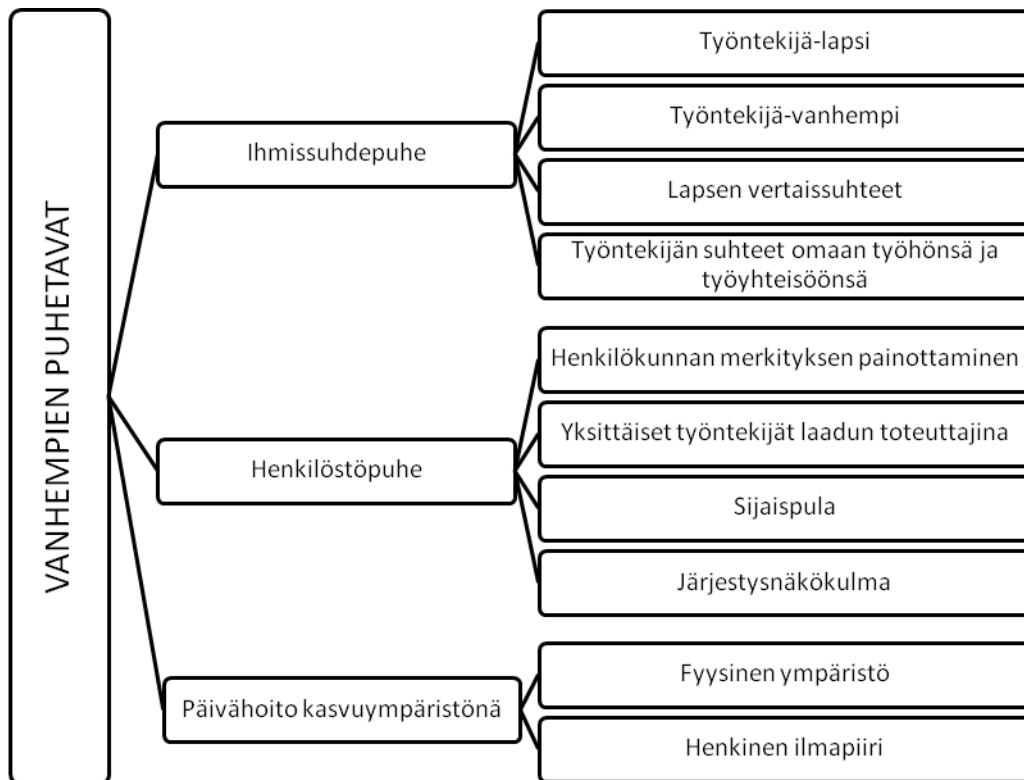 VANHEMPIEN PUHETAVAT
Ihmissuhdepuhe
Työntekijä-lapsi
Työntekijä-vanhempi
Lapsen vertaissuhteet
Työntekijän suhteet omaan työhönsä ja
työyhteisöönsä
Henkilöstöpuhe
Henkilökunnan merkityksen painottaminen
Yksittäiset työntekijät laadun toteuttajina
Sijaispula
Järjestysnäkökulma
Päivähoito kasvuympäristönä
Fyysinen ympäristö
Henkinen ilmapiiri